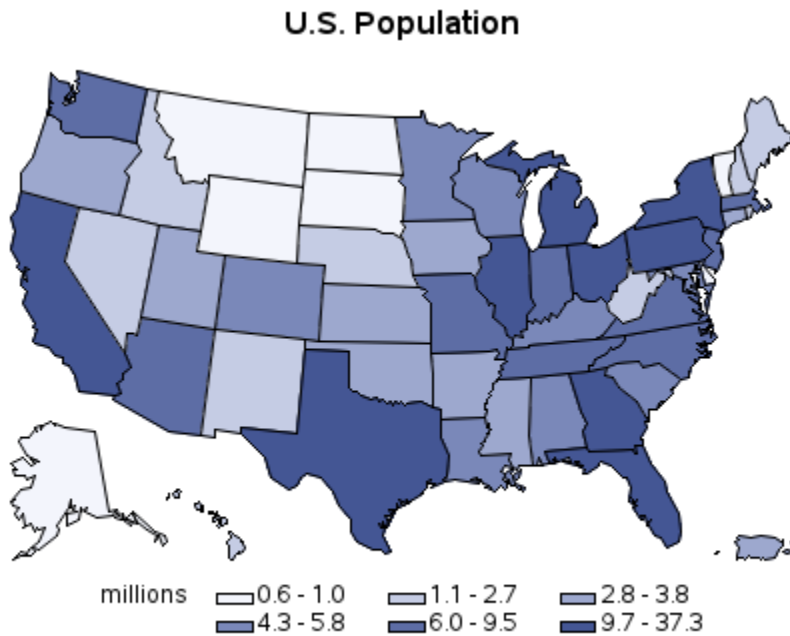 U.S. Population
millions 0.6 - 1.0 1.1 - 2.7 2.8 - 3.8
4.3 - 5.8 6.0 - 9.5 9.7 - 37.3